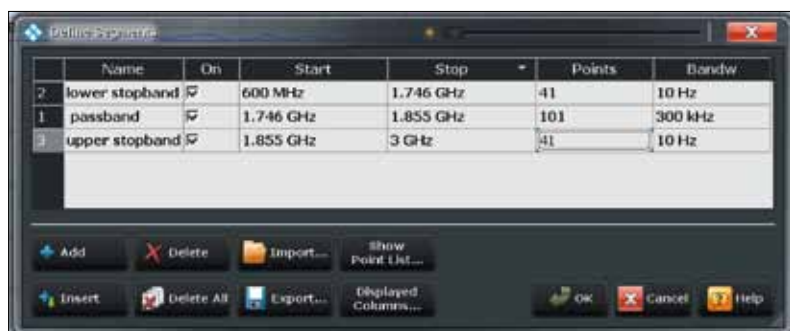 Define Segments
Name On Start Stop Points Bandw
2 lower stopband 600 MHz 1.746 GHz 41 10 Hz
1 passband 1.746 GHz 1.855 GHz 101 300 kHz
3 upper stopband 1.855 GHz 3 GHz 41 10 Hz
Add Delete Import... Show Point List...
Insert Delete All Export... Displayed Columns... OK Cancel Help